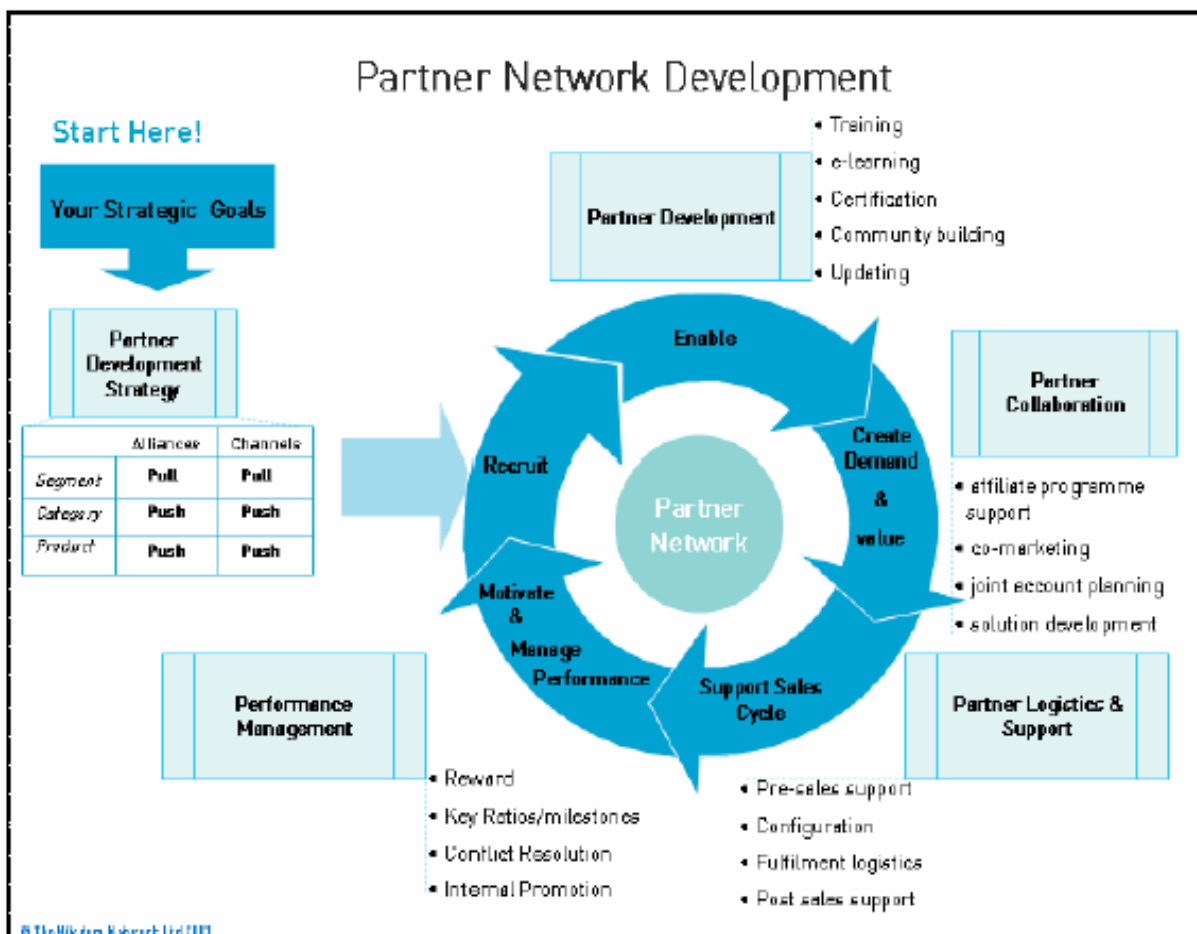 Partner Network Development
Start Here!
Your Strategic Goals
Partner
Development
Strategy
Alliances Channels
Segment Pull Pull
Category Push Push
Product Push Push
Partner Development
• Training
• e-learning
• Certification
• Community building
• Updating
Enable
Recruit
Create
Demand
&
value
Partner
Network
Motivate
&
Manage
Performance
Support Sales
Cycle
Partner
Collaboration
• affiliate programme
support
• co-marketing
• joint account planning
• solution development
Performance
Management
Partner Logistics &
Support
• Reward
• Key Ratios/milestones
• Conflict Resolution
• Internal Promotion
• Pre-sales support
• Configuration
• Fulfilment logistics
• Post sales support
© The Network Ltd